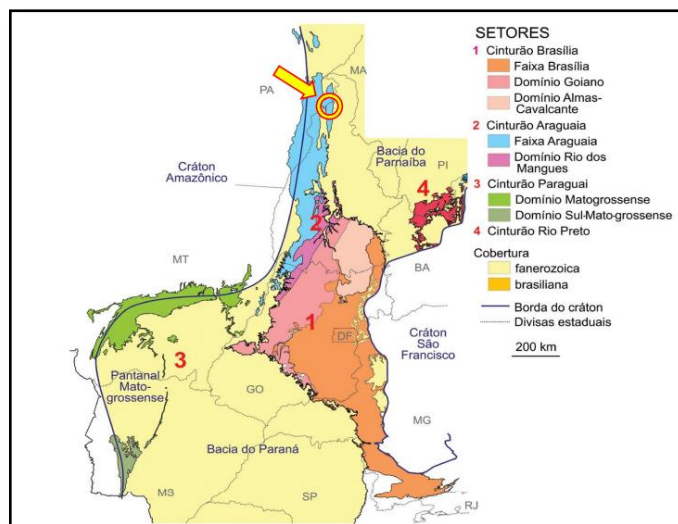 MA
PA
Bacia do
Parnaíba
PI
Cráton
Amazônico
4
2
MT
BA
1
Cráton
São
Francisco
DF
3
Pantanal
Mato-
grossense
GO
MG
Bacia do Paraná
MS
SP
RJ
SETORES
1 Cinturão Brasília
Faixa Brasília
Domínio Goiano
Domínio Almas-
Cavalcante
2 Cinturão Araguaia
Faixa Araguaia
Domínio Rio dos
Mangues
3 Cinturão Paraguai
Domínio Matogrossense
Domínio Sul-Mato-grossense
4 Cinturão Rio Preto
Cobertura
fanerozoica
brasiliana
Borda do cráton
Divisas estaduais
200 km